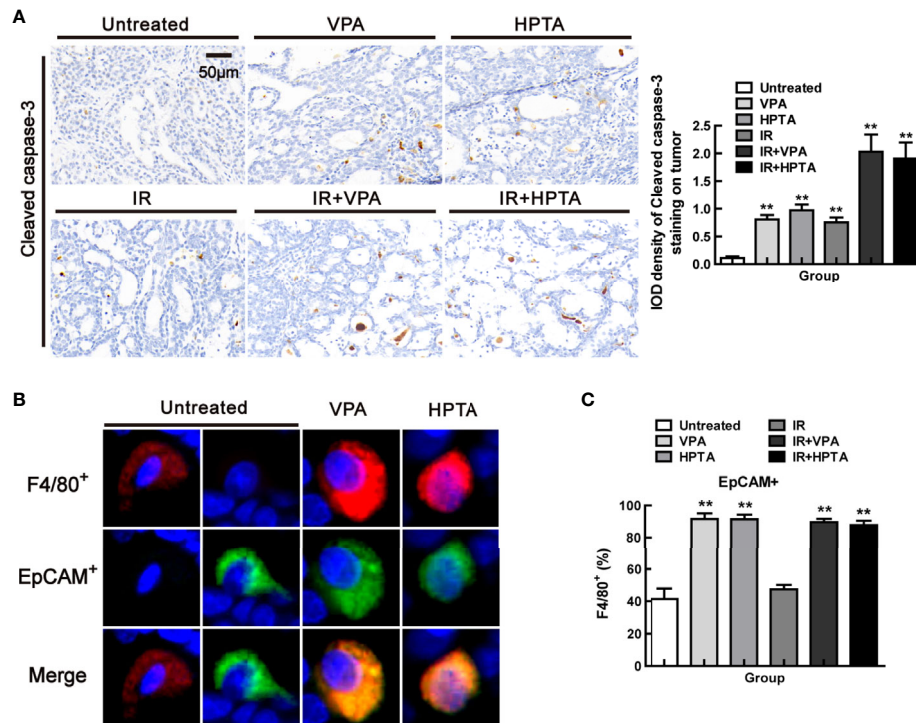 A
Untreated
VPA
HPTA
50μm
Cleaved caspase-3
IR
IR+VPA
IR+HPTA
Untreated
VPA
HPTA
IR
IR+VPA
IR+HPTA
IOD density of Cleaved caspase-3
staining on tumor
2.5
2.0
1.5
1.0
0.5
0.0
**
**
**
**
**
Group
B
Untreated
VPA
HPTA
F4/80+
EpCAM+
Merge
C
Untreated
VPA
HPTA
IR
IR+VPA
IR+HPTA
EpCAM+
F4/80+ (%)
100
80
60
40
20
0
**
**
**
**
Group